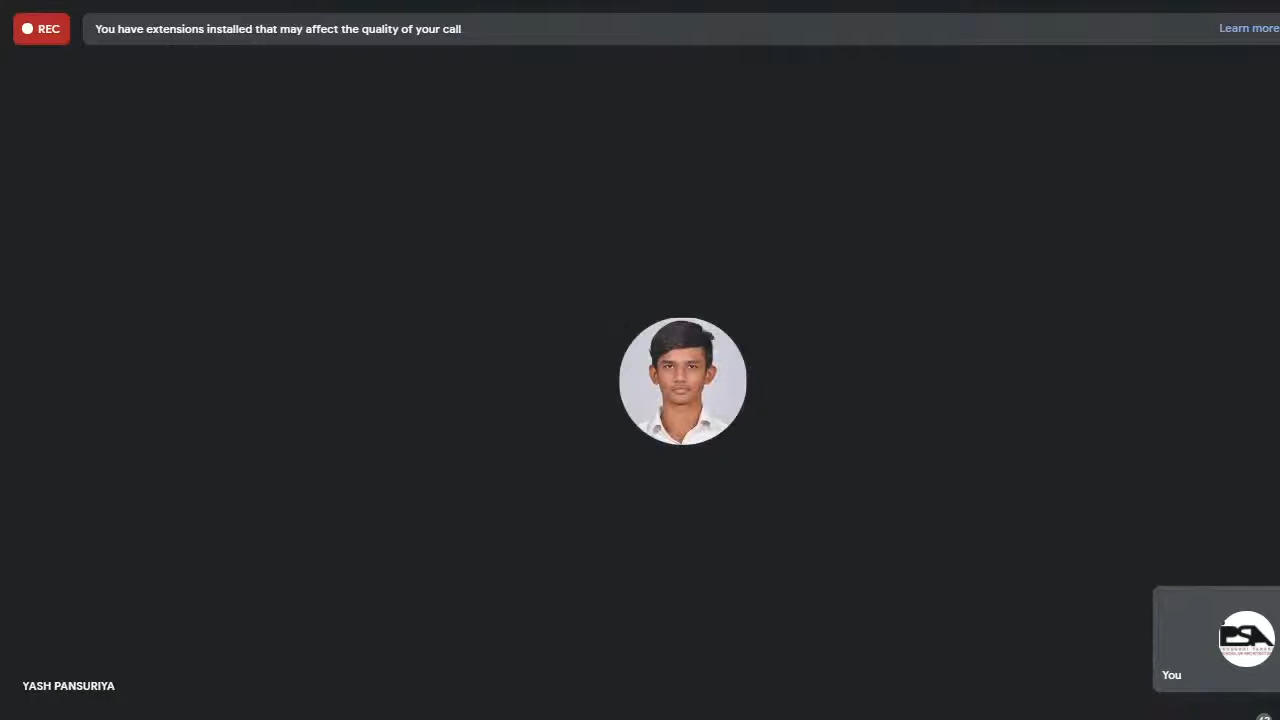 REC
You have extensions installed that may affect the quality of your call
Learn more
PSA
You
YASH PANSURIYA